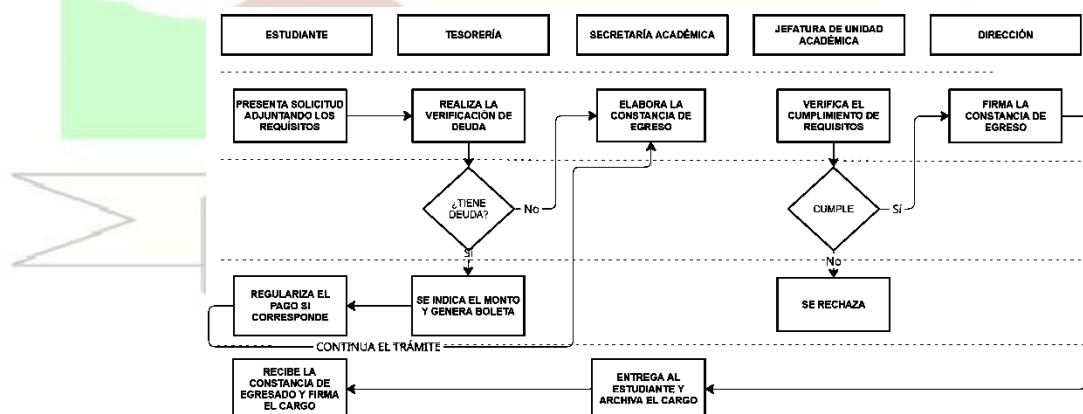 ESTUDIANTE
TESORERÍA
SECRETARÍA ACADÉMICA
JEFATURA DE UNIDAD
ACADÉMICA
DIRECCIÓN
PRESENTA SOLICITUD
ADJUNTANDO LOS
REQUÍSITOS
REALIZA LA
VERIFICACIÓN DE
DEUDA
ELABORA LA
CONSTANCIA DE
EGRESO
VERIFICA EL
CUMPLIMIENTO DE
REQUISITOS
FIRMA LA
CONSTANCIA DE
EGRESO
¿TIENE
DEUDA?
No
CUMPLE
Sí
Sí
No
REGULARIZA EL
PAGO SI
CORRESPONDE
SE INDICA EL MONTO
Y GENERA BOLETA
SE RECHAZA
CONTINUA EL TRÁMITE
RECIBE LA
CONSTANCIA DE
EGRESADO Y FIRMA
EL CARGO
ENTREGA AL
ESTUDIANTE Y
ARCHIVA EL CARGO